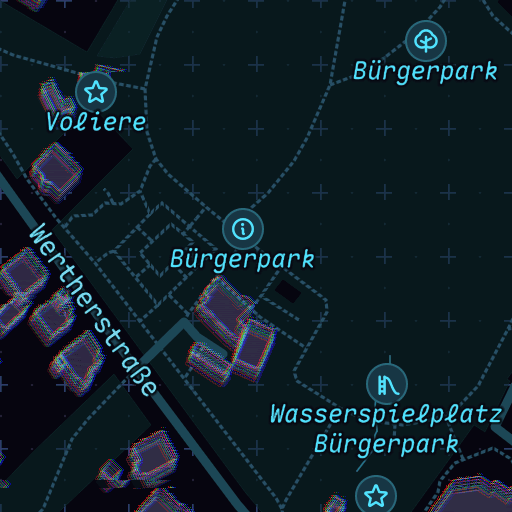 Bürgerpark
Voliere
Wertherstraße
Bürgerpark
Wasserspielplatz
Bürgerpark